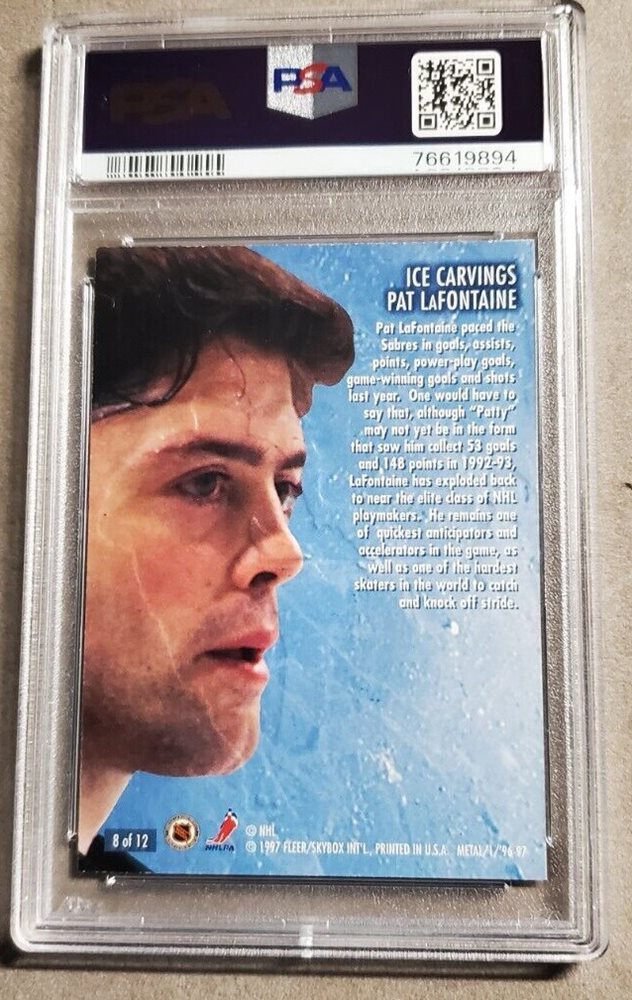 PSA
PSA
76619894
ICE CARVINGS
PAT LAFONTAINE
Pat LaFontaine paced the
Sabres in goals, assists,
points, power-play goals,
game-winning goals and shots
last year. One would have to
say that, although "Patty"
may not yet be in the form
that saw him collect 53 goals
and 148 points in 1992-93,
LaFontaine has exploded back
to near the elite class of NHL
playmakers. He remains one
of quickest anticipators and
accelerators in the game, as
well as one of the hardest
skaters in the world to catch
and knock off stride.
8 of 12
NHLPA
© NHL
© 1997 FLEER/SKYBOX INT'L., PRINTED IN U.S.A. METAL/1/'96-97